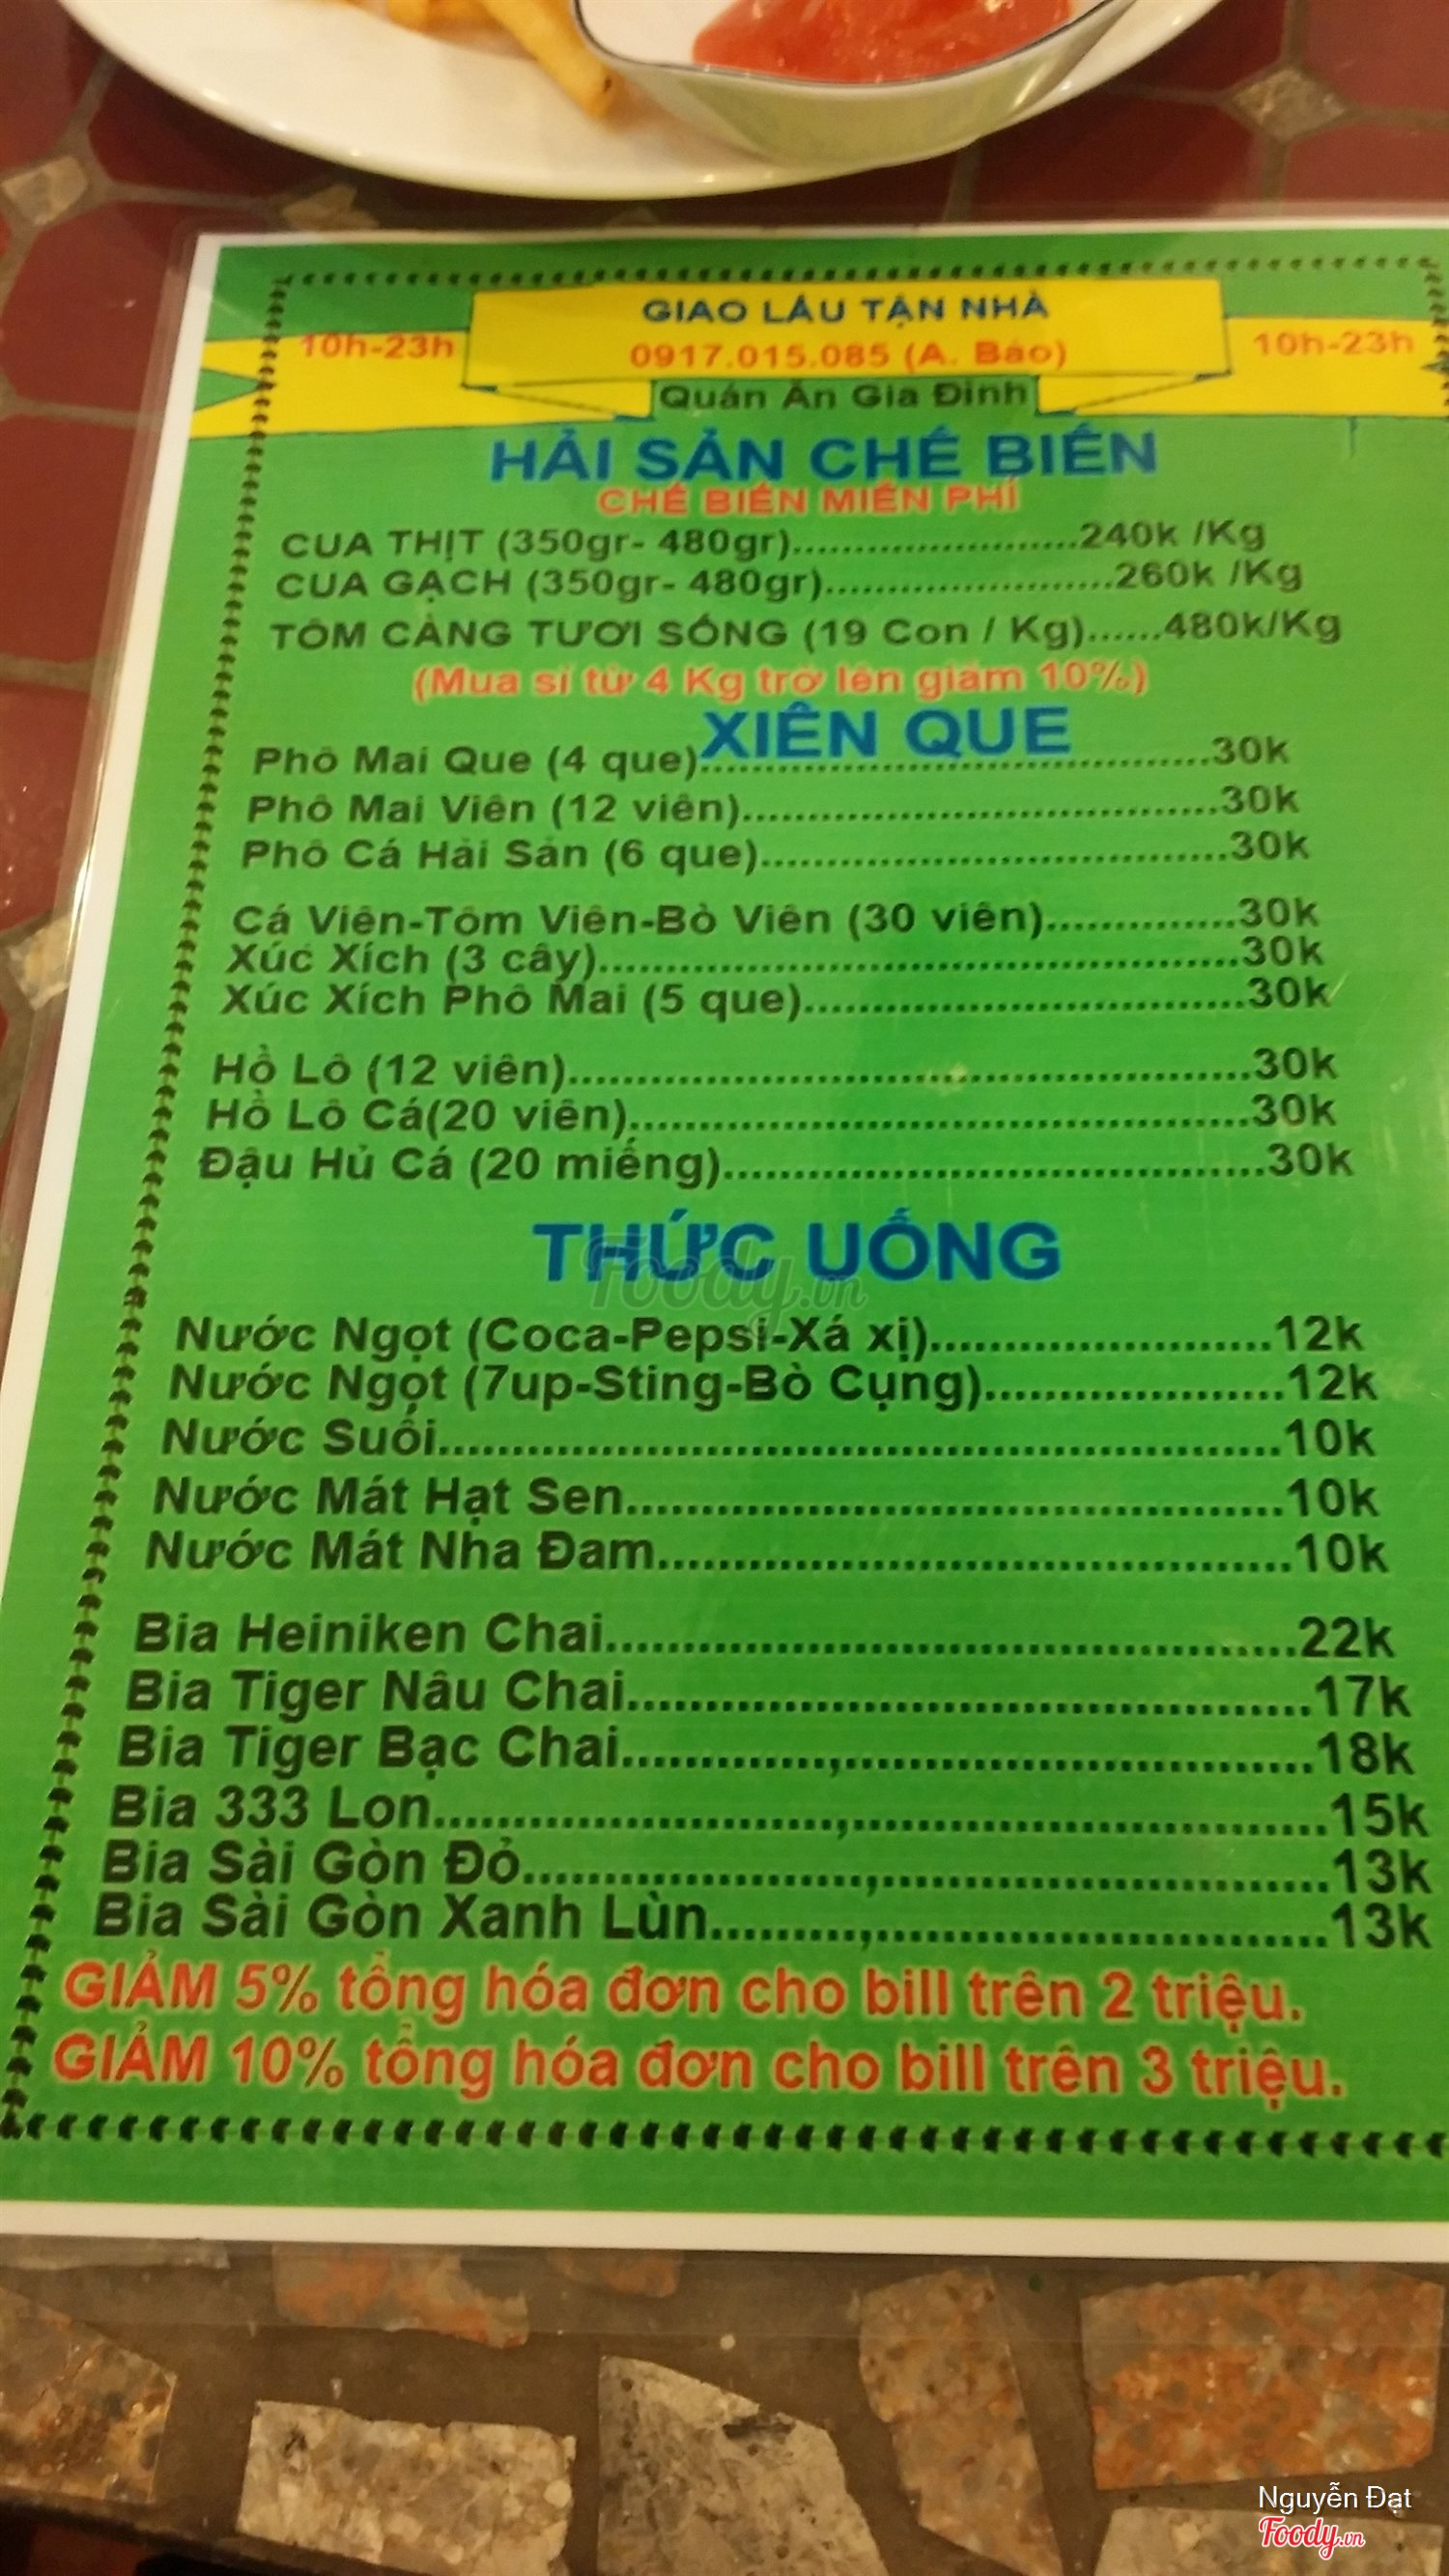 GIAO LẨU TẬN NHÀ
10h-23h
0917.015.085 (A. Bảo)
10h-23h
Quán Ăn Gia Đình
HẢI SẢN CHẾ BIẾN
CHẾ BIẾN MIỄN PHÍ
CUA THỊT (350gr- 480gr)........................240k /Kg
CUA GẠCH (350gr- 480gr)........................260k /Kg
TÔM CÀNG TƯƠI SỐNG (19 Con / Kg)......480k/Kg
(Mua sỉ từ 4 Kg trở lên giảm 10%)
XIÊN QUE
Phô Mai Que (4 que)........................................30k
Phô Mai Viên (12 viên).....................................30k
Phô Cá Hải Sản (6 que)....................................30k
Cá Viên-Tôm Viên-Bò Viên (30 viên)...............30k
Xúc Xích (3 cây)................................................30k
Xúc Xích Phô Mai (5 que).................................30k
Hồ Lô (12 viên)..................................................30k
Hồ Lô Cá(20 viên)..............................................30k
Đậu Hủ Cá (20 miếng).......................................30k
THỨC UỐNG
Nước Ngọt (Coca-Pepsi-Xá xị).......................12k
Nước Ngọt (7up-Sting-Bò Cụng)....................12k
Nước Suối.........................................................10k
Nước Mát Hạt Sen............................................10k
Nước Mát Nha Đam..........................................10k
Bia Heiniken Chai.............................................22k
Bia Tiger Nâu Chai............................................17k
Bia Tiger Bạc Chai............................................18k
Bia 333 Lon.......................................................15k
Bia Sài Gòn Đỏ..................................................13k
Bia Sài Gòn Xanh Lùn.......................................13k
GIẢM 5% tổng hóa đơn cho bill trên 2 triệu.
GIẢM 10% tổng hóa đơn cho bill trên 3 triệu.
Foody.vn
Nguyễn Đạt
Foody.vn